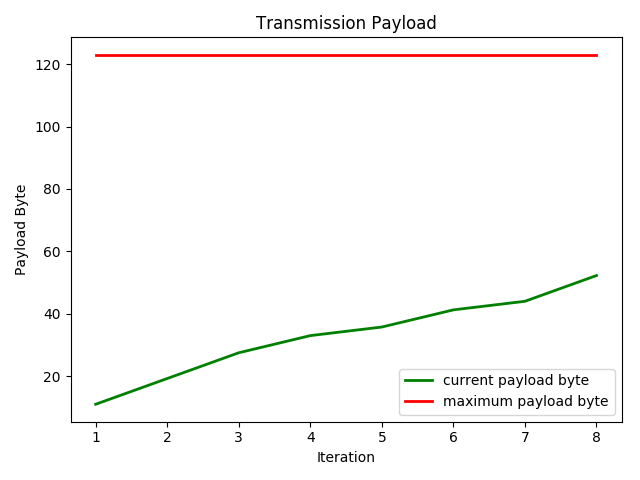 Transmission Payload
120
100
80
60
40
20
Payload Byte
current payload byte
maximum payload byte
1 2 3 4 5 6 7 8
Iteration